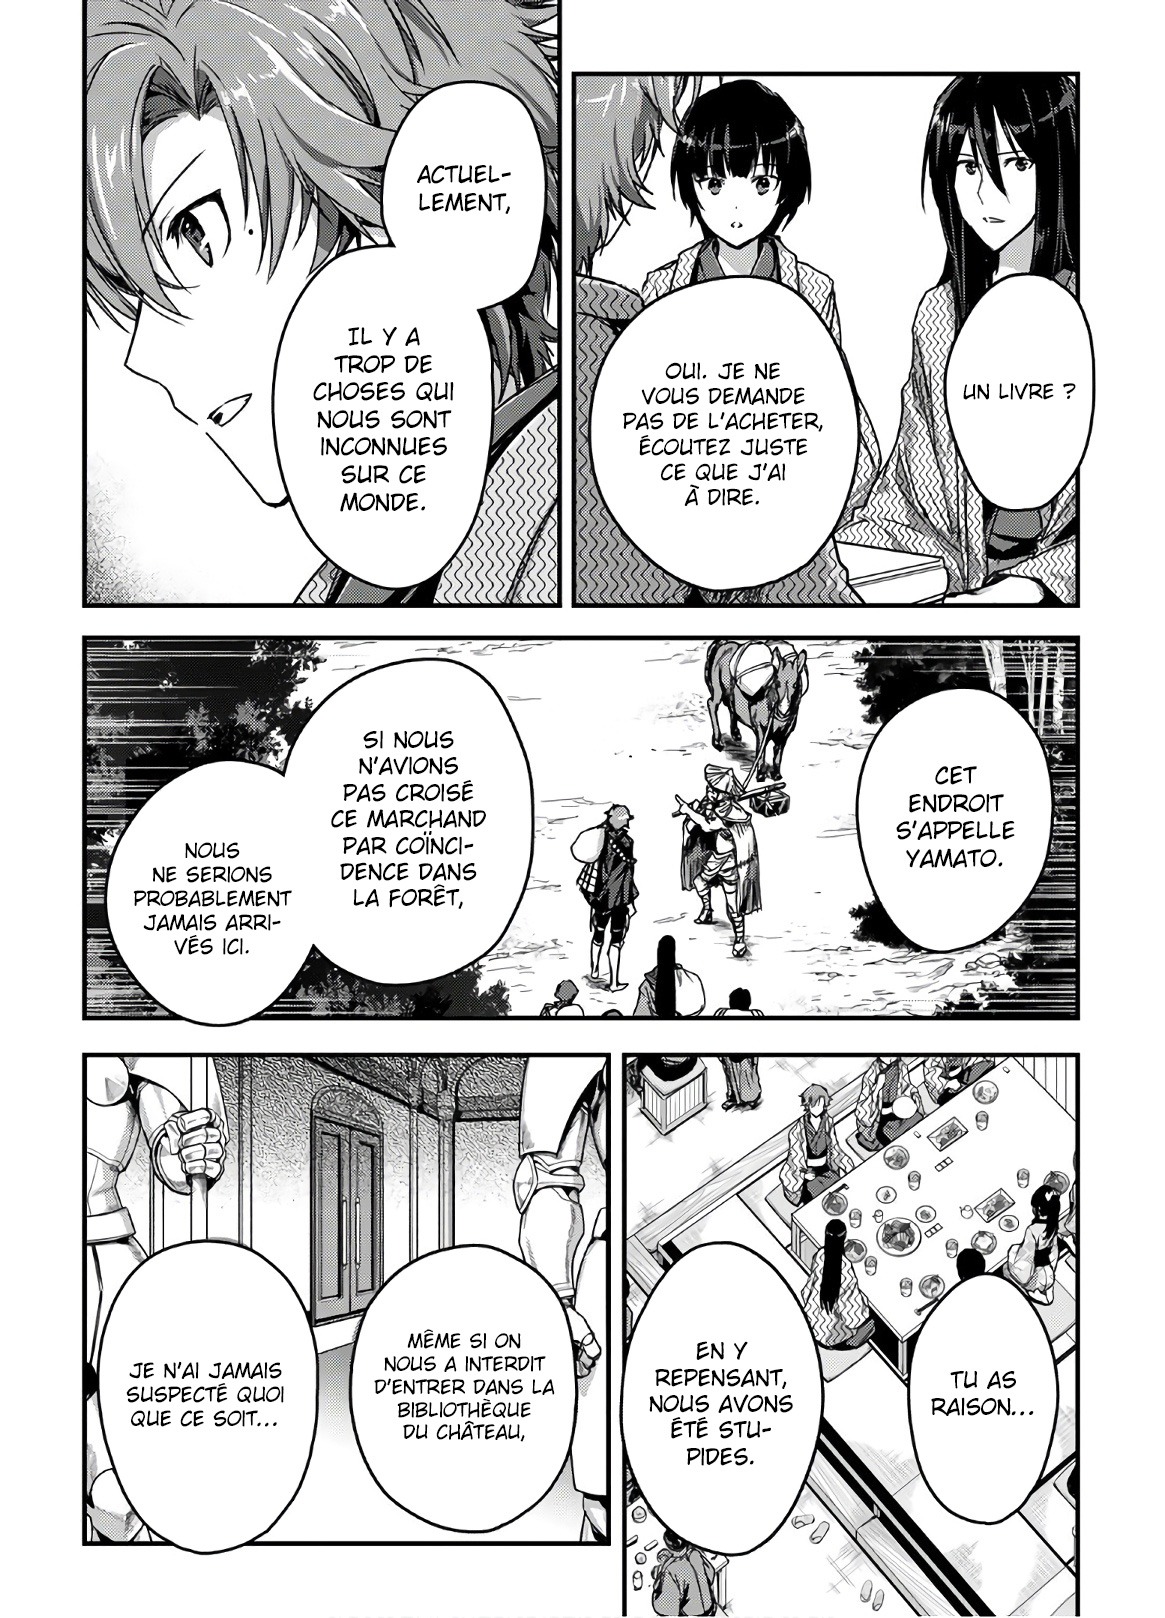 UN LIVRE ?
OUI. JE NE
VOUS DEMANDE
PAS DE L'ACHETER,
ÉCOUTEZ JUSTE
CE QUE J'AI
À DIRE.
ACTUEL-
LEMENT,
IL Y A
TROP DE
CHOSES QUI
NOUS SONT
INCONNUES
SUR CE
MONDE.
CET
ENDROIT
S'APPELLE
YAMATO.
SI NOUS
N'AVIONS
PAS CROISÉ
CE MARCHAND
PAR COÏNCI-
DENCE DANS
LA FORÊT,
NOUS
NE SERIONS
PROBABLEMENT
JAMAIS ARRI-
VÉS ICI.
TU AS
RAISON...
EN Y
REPENSANT,
NOUS AVONS
ÉTÉ STU-
PIDES.
MÊME SI ON
NOUS A INTERDIT
D'ENTRER DANS LA
BIBLIOTHÈQUE
DU CHÂTEAU,
JE N'AI JAMAIS
SUSPECTÉ QUOI
QUE CE SOIT...